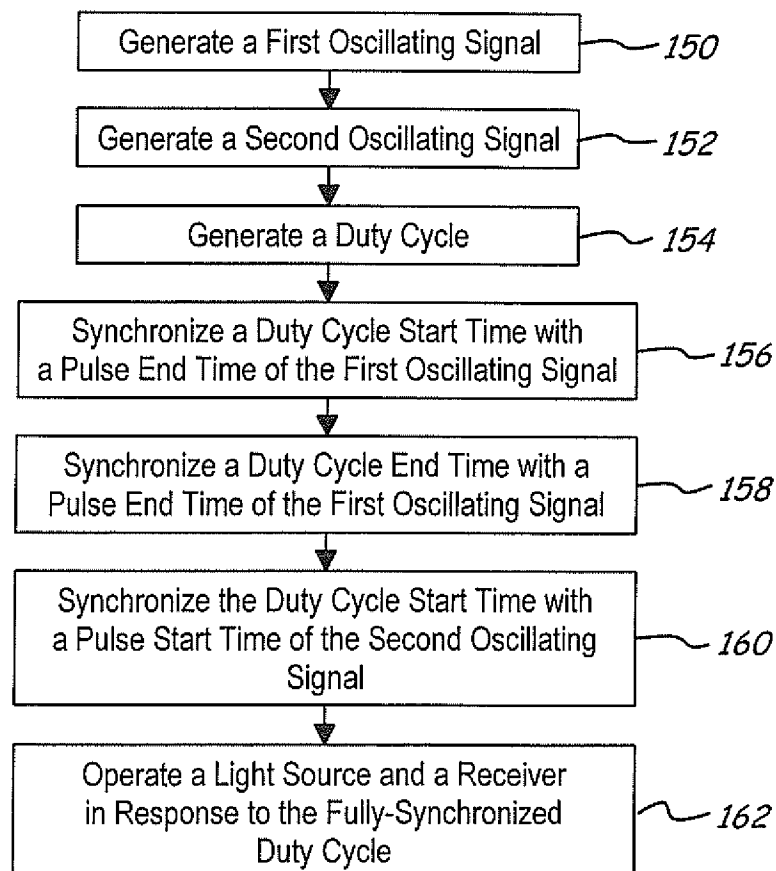 Generate a First Oscillating Signal
150
Generate a Second Oscillating Signal
152
Generate a Duty Cycle
154
Synchronize a Duty Cycle Start Time with
a Pulse End Time of the First Oscillating Signal
156
Synchronize a Duty Cycle End Time with a
Pulse End Time of the First Oscillating Signal
158
Synchronize the Duty Cycle Start Time with
a Pulse Start Time of the Second Oscillating
Signal
160
Operate a Light Source and a Receiver
in Response to the Fully-Synchronized
Duty Cycle
162